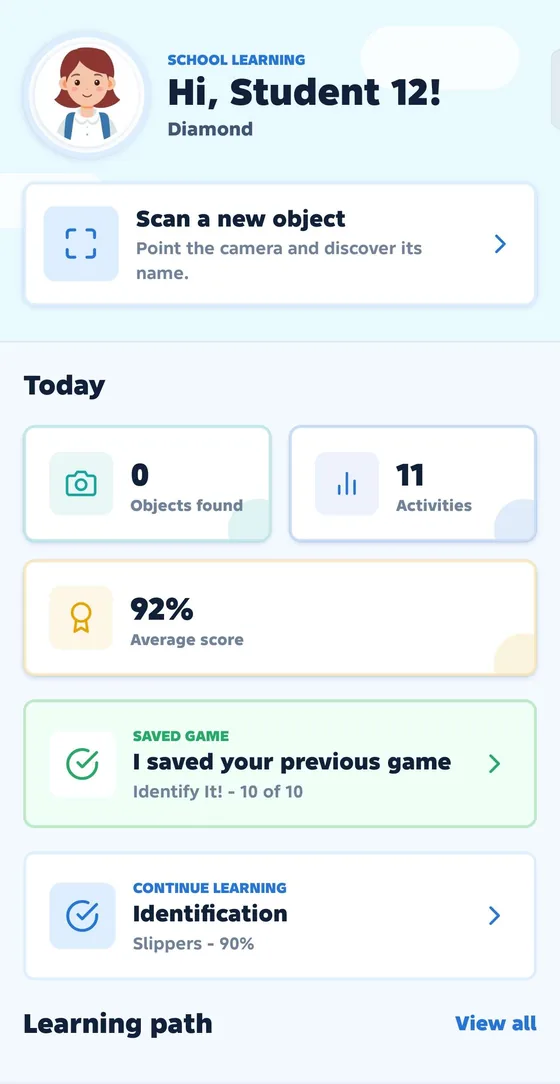 SCHOOL LEARNING
Hi, Student 12!
Diamond
Scan a new object
Point the camera and discover its
name.
Today
0
Objects found
11
Activities
92%
Average score
SAVED GAME
I saved your previous game
Identify It! - 10 of 10
CONTINUE LEARNING
Identification
Slippers - 90%
Learning path
View all